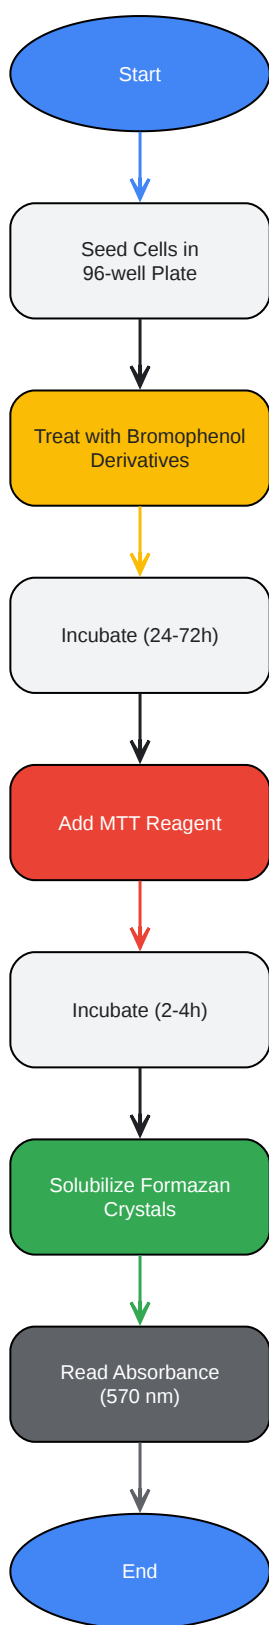 Start
Seed Cells in
96-well Plate
Treat with Bromophenol
Derivatives
Incubate (24-72h)
Add MTT Reagent
Incubate (2-4h)
Solubilize Formazan
Crystals
Read Absorbance
(570 nm)
End